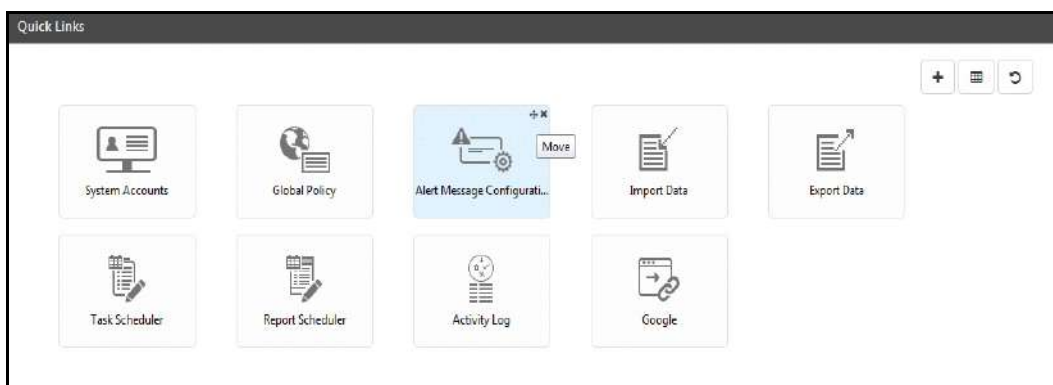 Quick Links
System Accounts
Global Policy
Alert Message Configurati...
Move
Import Data
Export Data
Task Scheduler
Report Scheduler
Activity Log
Google